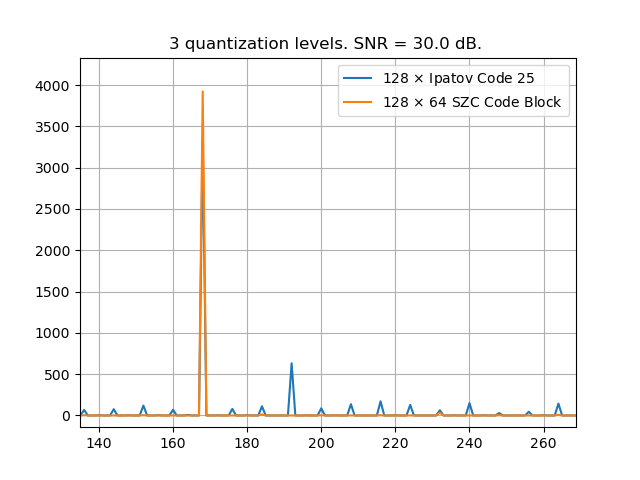 3 quantization levels. SNR = 30.0 dB.
128 × Ipatov Code 25
128 × 64 SZC Code Block
4000
3500
3000
2500
2000
1500
1000
500
0
140 160 180 200 220 240 260